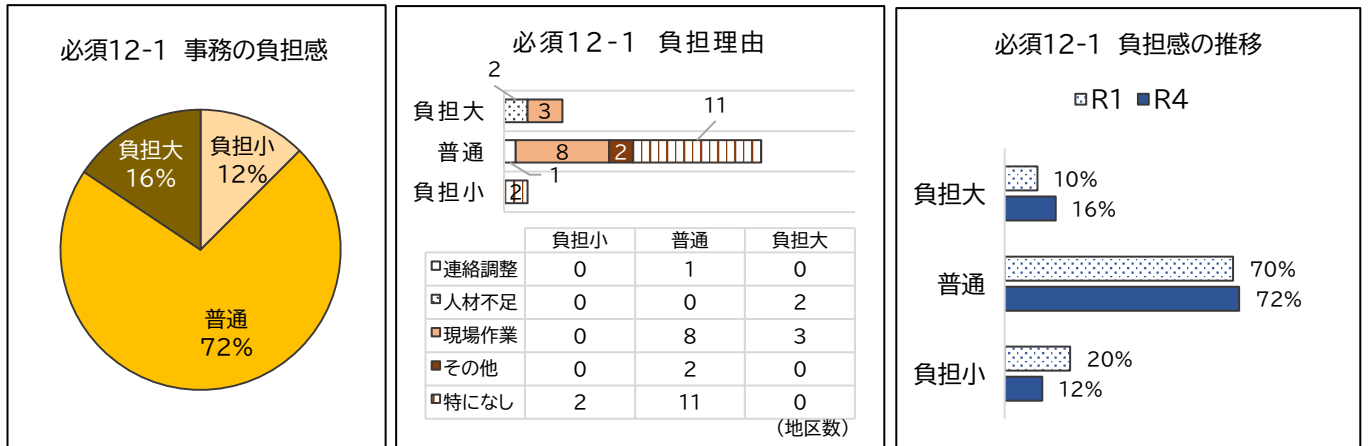 必須12-1 事務の負担感
負担大
16%
負担小
12%
普通
72%
必須12-1 負担理由
2
負担大
3
11
普通
8
2
1
負担小
2
負担小 普通 負担大
連絡調整 0 1 0
人材不足 0 0 2
現場作業 0 8 3
その他 0 2 0
特になし 2 11 0
(地区数)
必須12-1 負担感の推移
R1 R4
負担大
10%
16%
普通
70%
72%
負担小
20%
12%